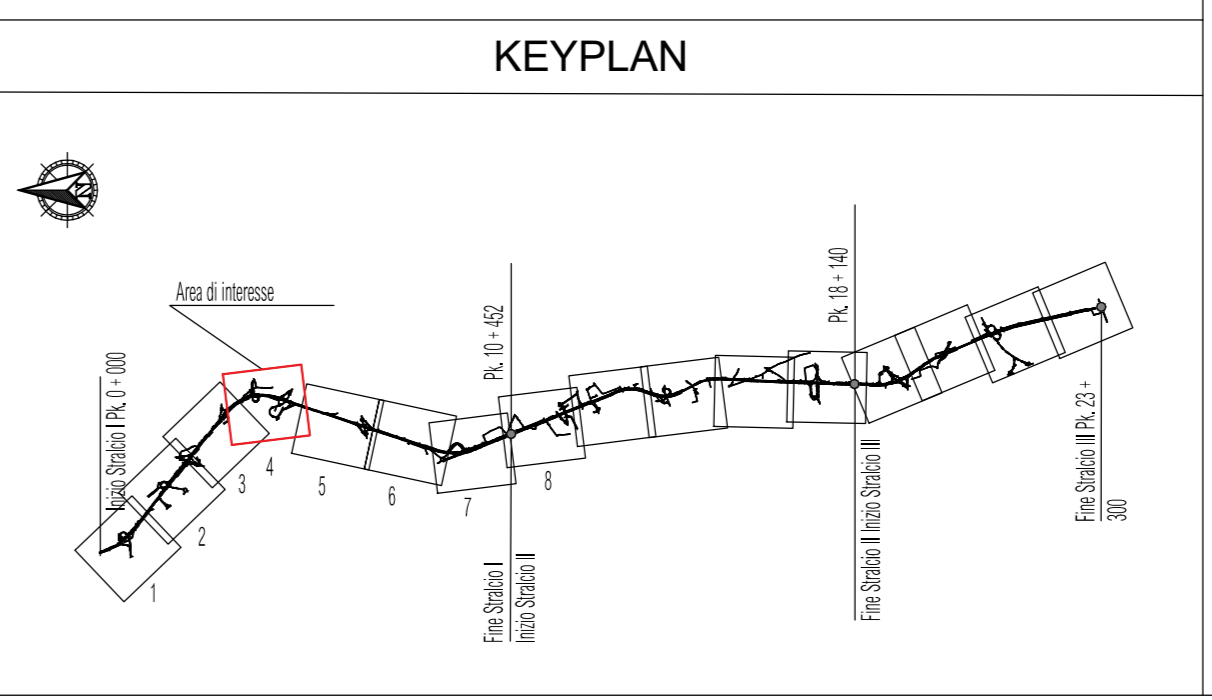 KEYPLAN
N
Area di interesse
Inizio Stralcio I Pk. 0 + 000
Pk. 10 + 452
Pk. 18 + 140
1
2
3
4
5
6
7
8
Fine Stralcio I
Inizio Stralcio II
Fine Stralcio II Inizio Stralcio III
Fine Stralcio III Pk. 23 +
300